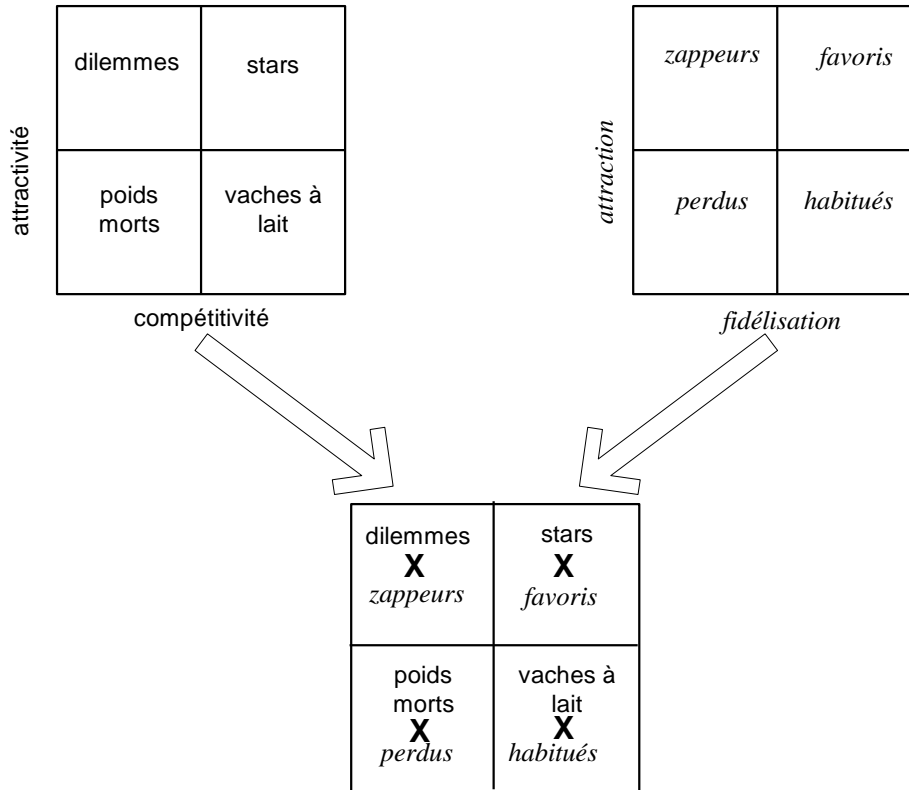 dilemmes
stars
poids
morts
vaches à
lait
attractivité
compétitivité
zappeurs
favoris
perdus
habitués
attraction
fidélisation
dilemmes
X
zappeurs
stars
X
favoris
poids
morts
X
perdus
vaches à
lait
X
habitués